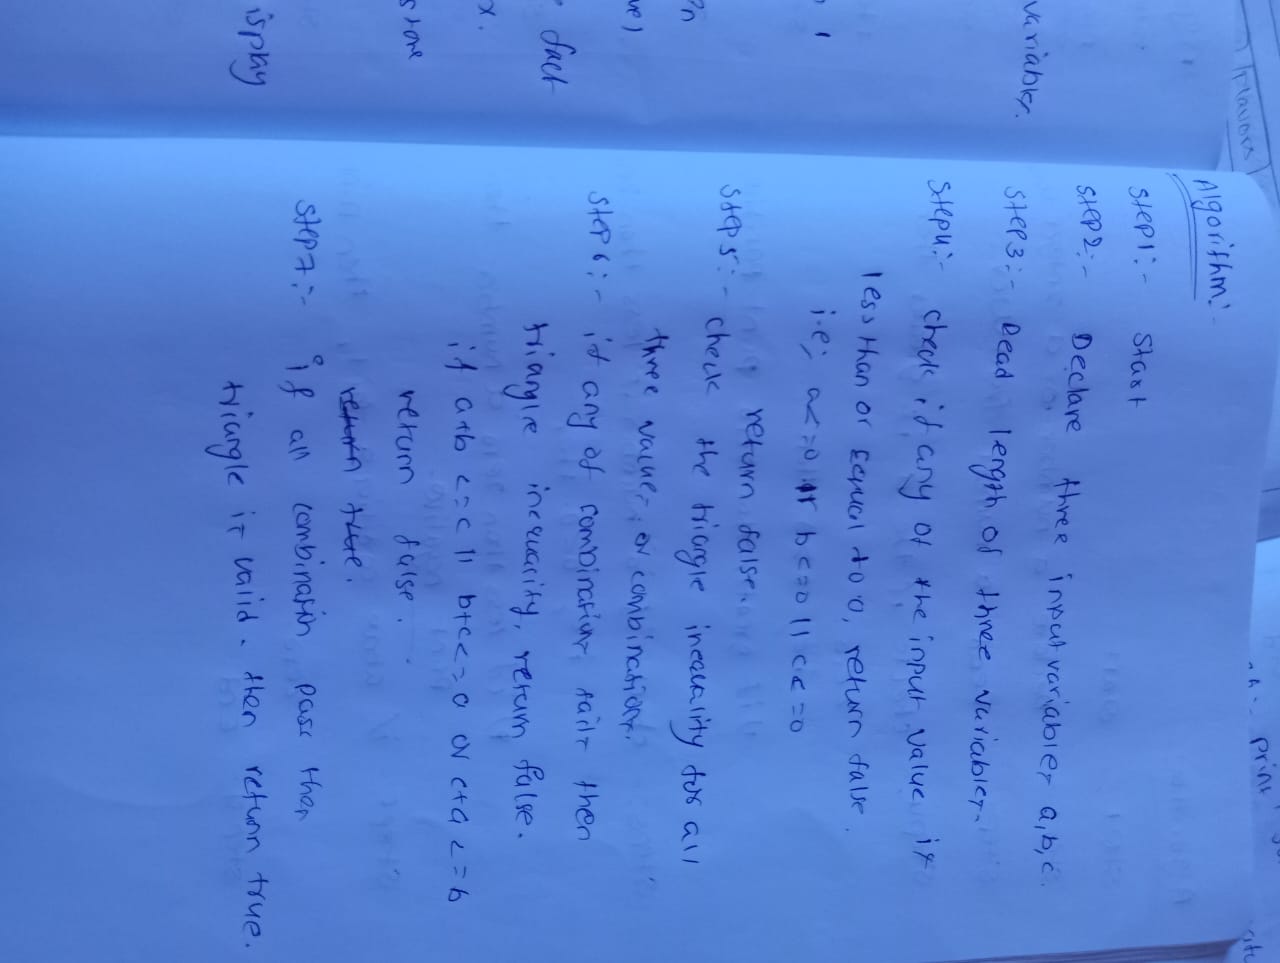 variables.
fact
store
isplay
Algorithm:-
Step1:- Start
Step2:- Declare three input variables a,b,c.
Step3:- Read length of three variables.
Step4:- check if any of the input value is
less than or equal to 0, return false.
i.e; a<=0 || b<=0 || c<=0
return false.
Step5:- check the triangle inequality for all
three values or combinations.
Step6:- if any of combinations fails then
triangle inequality, return false.
if a+b <=c || b+c<=0 or c+a <=b
return false.
return true.
Step7:- if all combinatin pass then
triangle is valid. then return true.
print